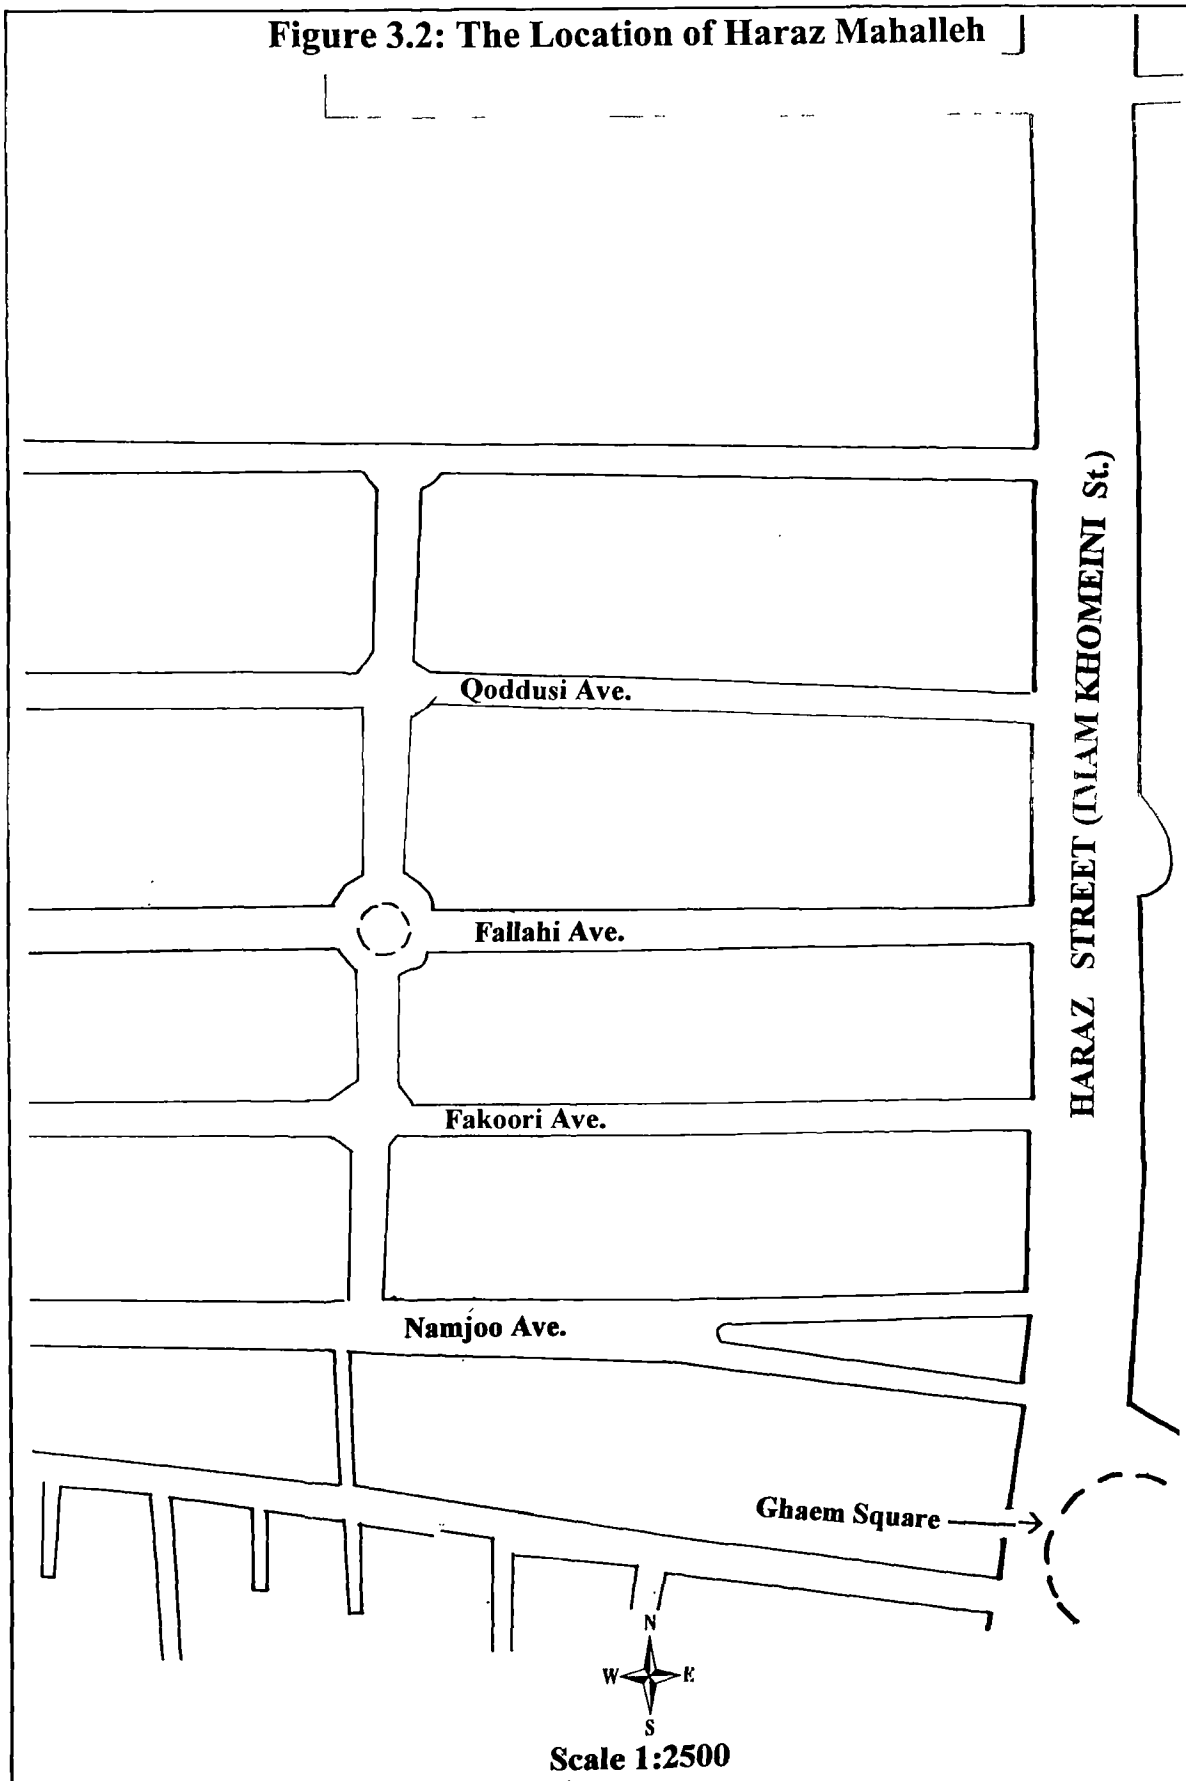 Figure 3.2: The Location of Haraz Mahalleh
HARAZ STREET (IMAM KHOMEINI St.)
Qoddusi Ave.
Fallahi Ave.
Fakoori Ave.
Namjoo Ave.
Ghaem Square
N
W E
S
Scale 1:2500